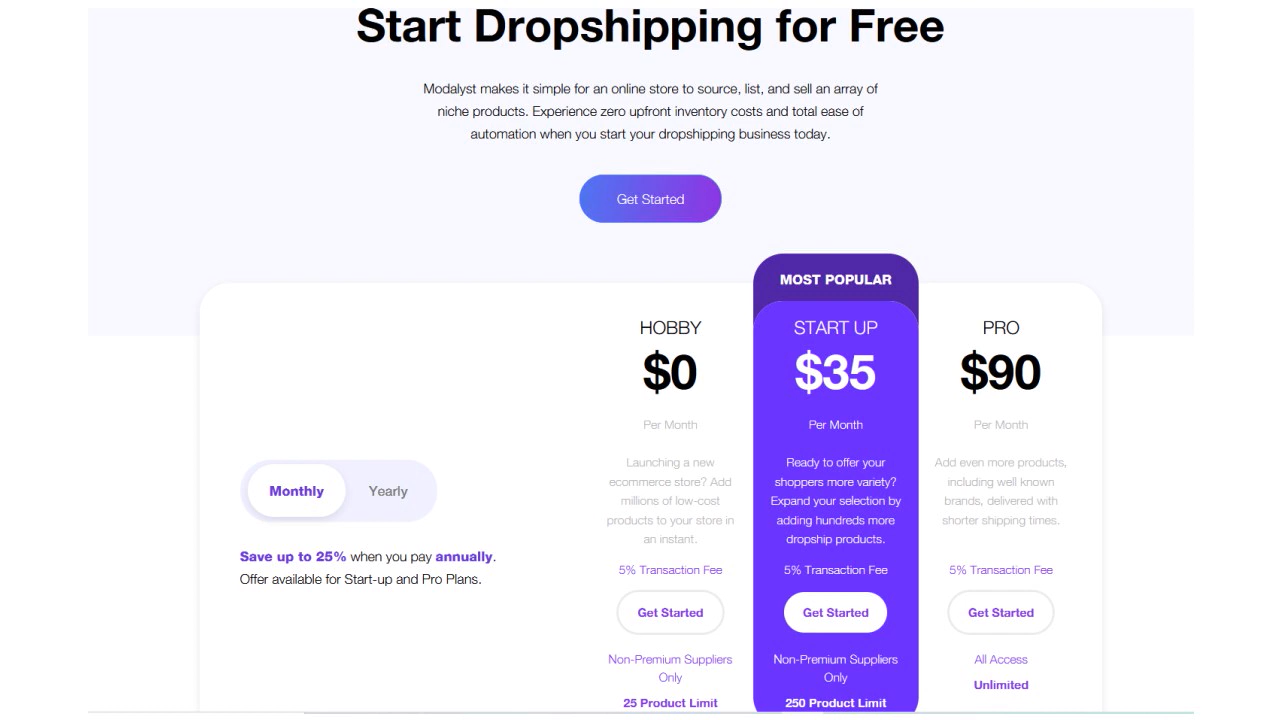 Start Dropshipping for Free
Modalyst makes it simple for an online store to source, list, and sell an array of
niche products. Experience zero upfront inventory costs and total ease of
automation when you start your dropshipping business today.
Get Started
Monthly
Yearly
Save up to 25% when you pay annually.
Offer available for Start-up and Pro Plans.
HOBBY
$0
Per Month
Launching a new
ecommerce store? Add
millions of low-cost
products to your store in
an instant.
5% Transaction Fee
Get Started
Non-Premium Suppliers
Only
25 Product Limit
MOST POPULAR
START UP
$35
Per Month
Ready to offer your
shoppers more variety?
Expand your selection by
adding hundreds more
dropship products.
5% Transaction Fee
Get Started
Non-Premium Suppliers
Only
250 Product Limit
PRO
$90
Per Month
Add even more products,
including well known
brands, delivered with
shorter shipping times.
5% Transaction Fee
Get Started
All Access
Unlimited